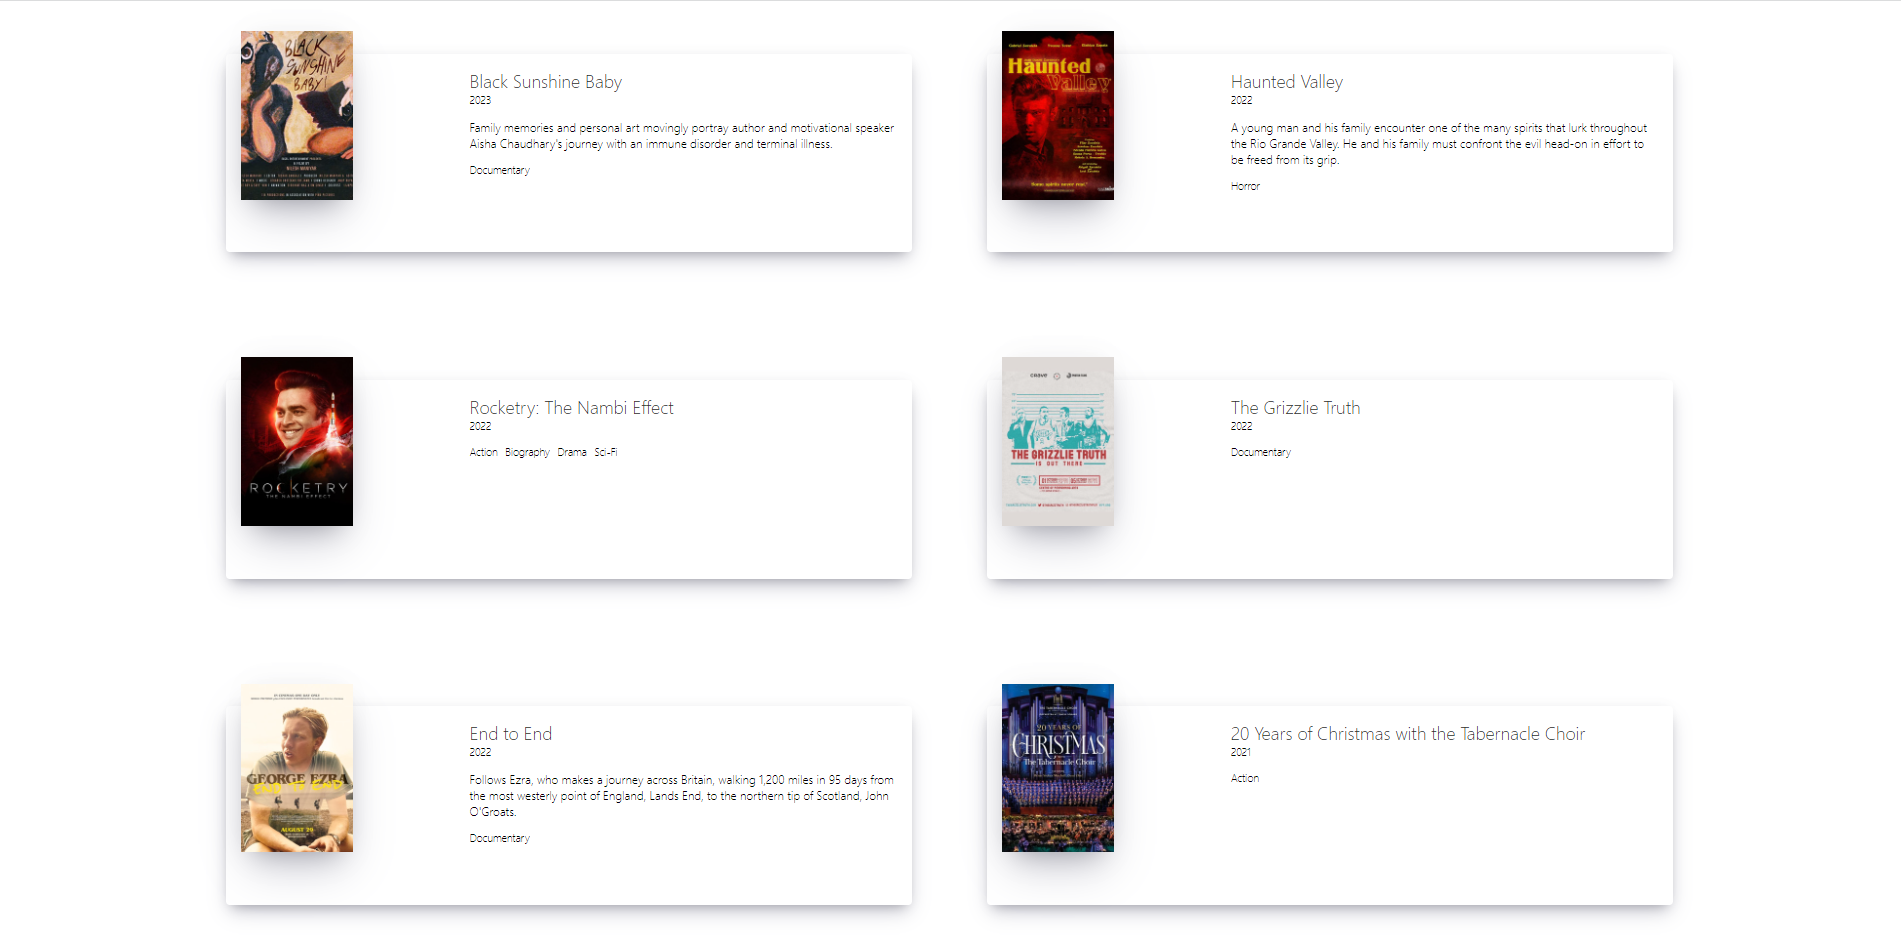 BLACK
SUNSHINE
BABY!
Black Sunshine Baby
2023
Family memories and personal art movingly portray author and motivational speaker
Aisha Chaudhary's journey with an immune disorder and terminal illness.
Documentary
Haunted
Valley
"Some spirits never rest."
Haunted Valley
2022
A young man and his family encounter one of the many spirits that lurk throughout
the Rio Grande Valley. He and his family must confront the evil head-on in effort to
be freed from its grip.
Horror
ROCKETRY
THE NAMBI EFFECT
Rocketry: The Nambi Effect
2022
Action Biography Drama Sci-Fi
crave
THE GRIZZLIE TRUTH
IS OUT THERE
The Grizzlie Truth
2022
Documentary
GEORGE EZRA
END TO END
AUGUST 29
End to End
2022
Follows Ezra, who makes a journey across Britain, walking 1,200 miles in 95 days from
the most westerly point of England, Lands End, to the northern tip of Scotland, John
O'Groats.
Documentary
20 YEARS OF
CHRISTMAS
The Tabernacle Choir
20 Years of Christmas with the Tabernacle Choir
2021
Action